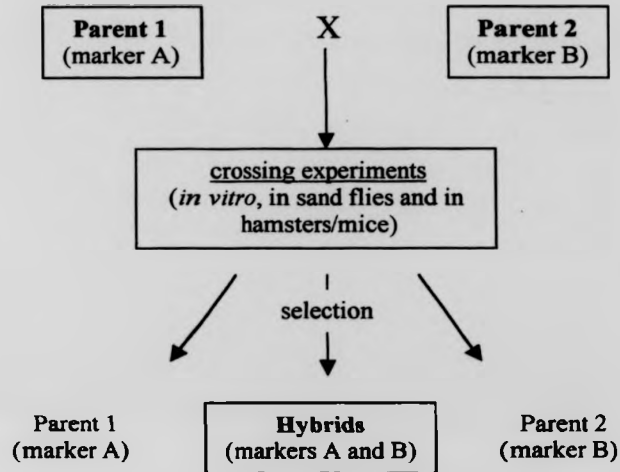 Parent 1
(marker A)
X
Parent 2
(marker B)
crossing experiments
(in vitro, in sand flies and in
hamsters/mice)
selection
Parent 1
(marker A)
Hybrids
(markers A and B)
Parent 2
(marker B)